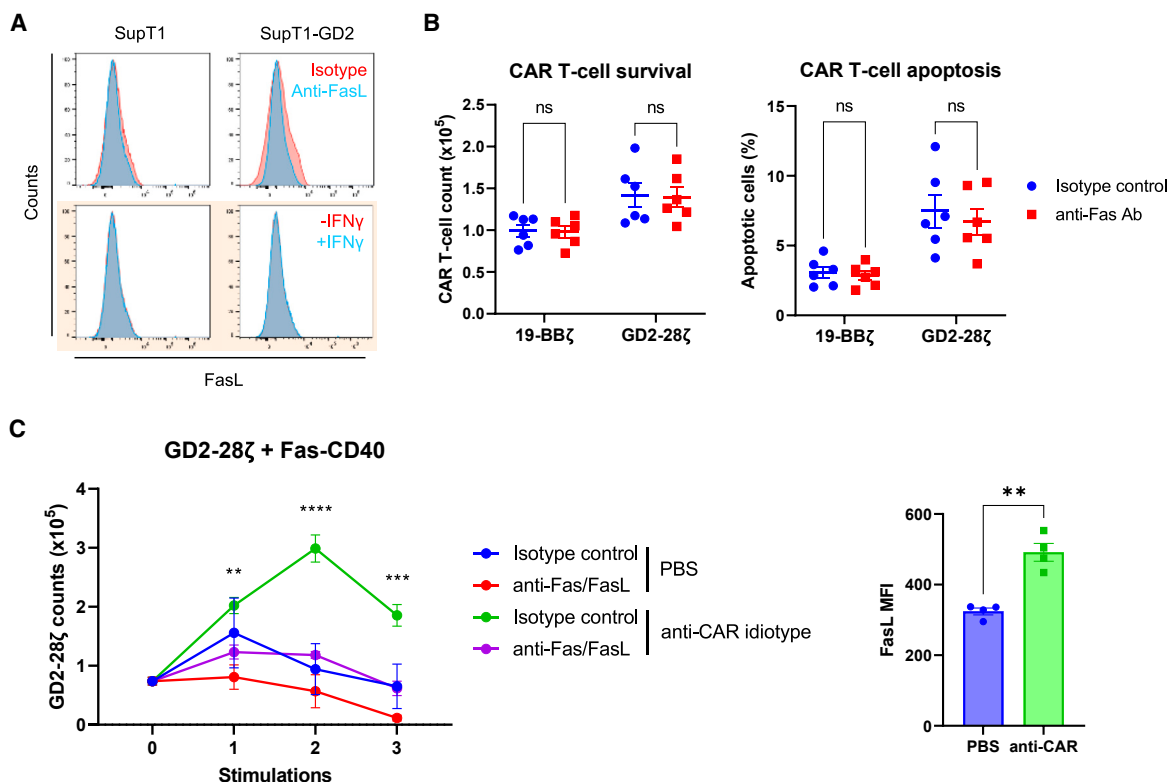 A
SupT1
SupT1-GD2
Isotype
Anti-FasL
-IFNγ
+IFNγ
Counts
FasL
B
CAR T-cell survival
CAR T-cell count (x10⁵)
2.5
2.0
1.5
1.0
0.5
0.0
ns
ns
19-BBζ
GD2-28ζ
CAR T-cell apoptosis
Apoptotic cells (%)
15
10
5
0
ns
ns
19-BBζ
GD2-28ζ
Isotype control
anti-Fas Ab
C
GD2-28ζ + Fas-CD40
GD2-28ζ counts (x10⁵)
4
3
2
1
0
**
****
***
0 1 2 3
Stimulations
Isotype control
anti-Fas/FasL
PBS
Isotype control
anti-Fas/FasL
anti-CAR idiotype
FasL MFI
600
400
200
0
**
PBS anti-CAR